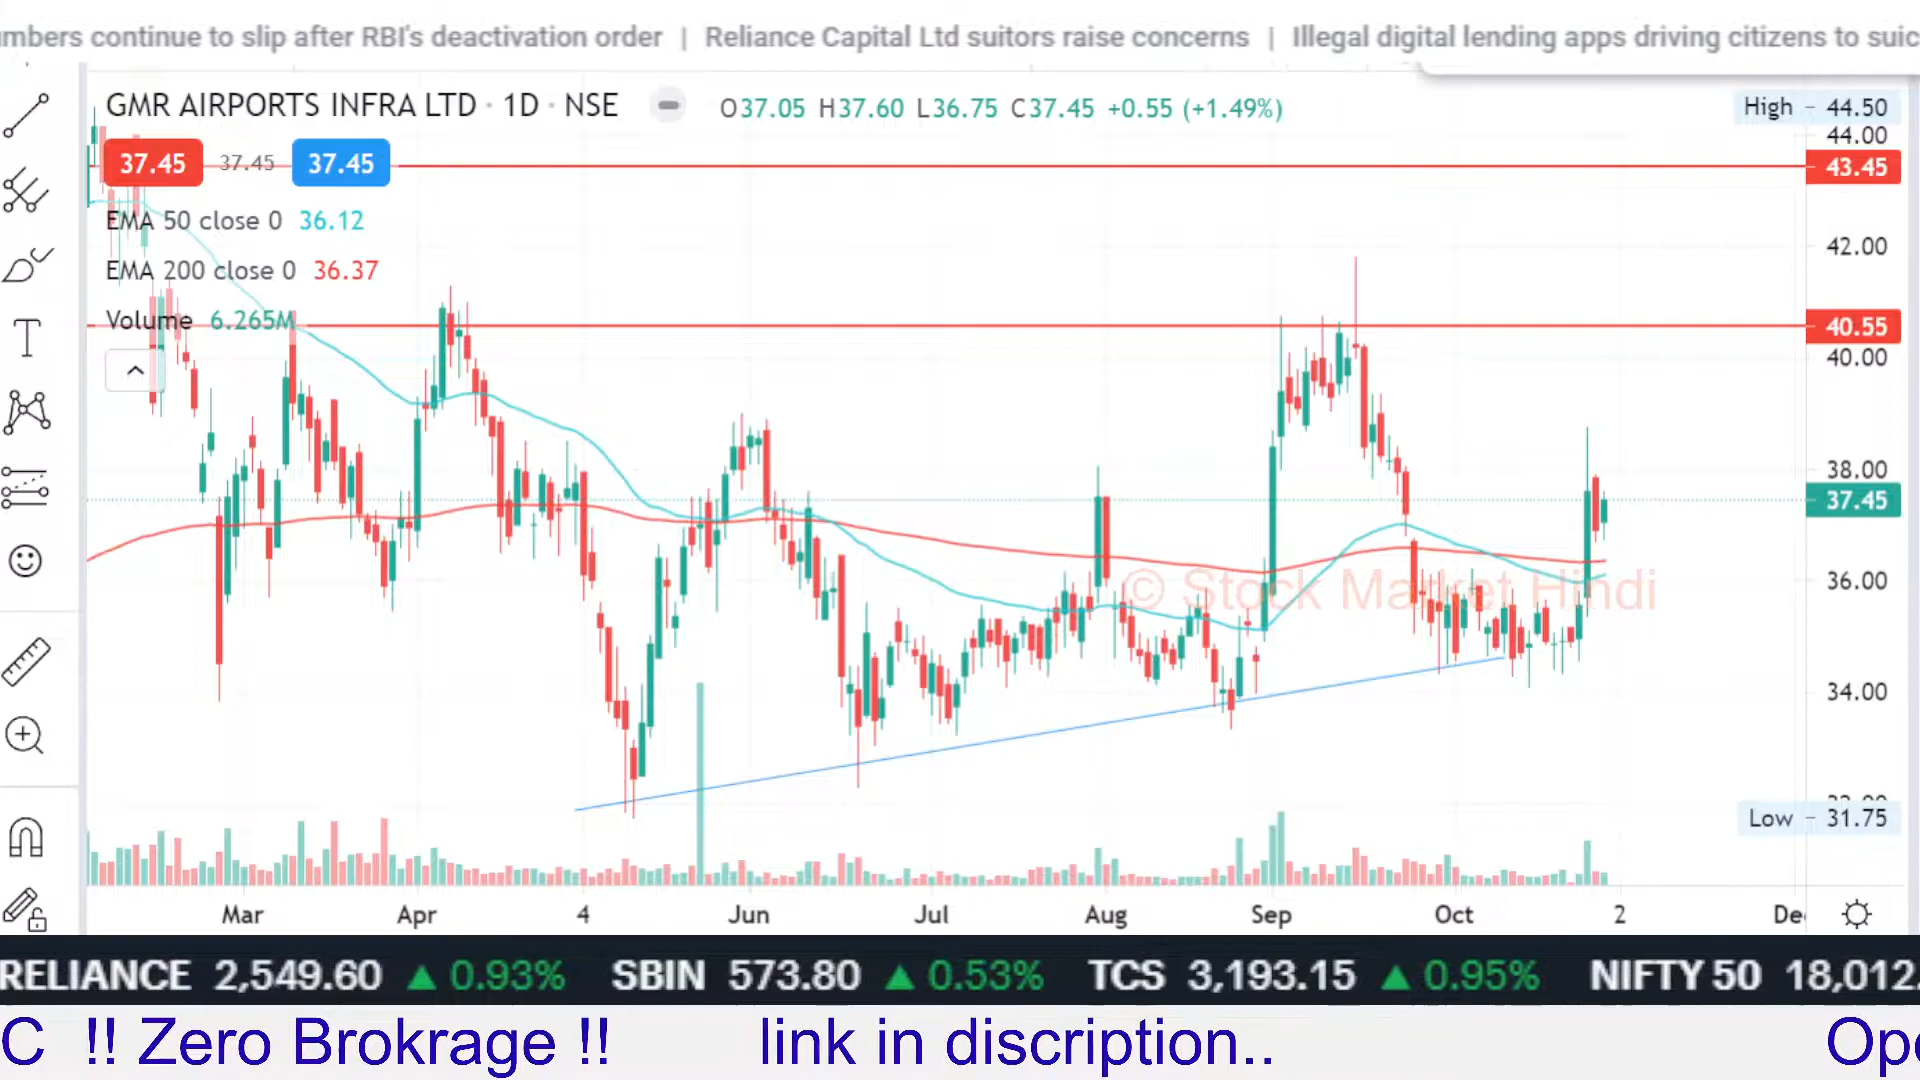 umbers continue to slip after RBI's deactivation order | Reliance Capital Ltd suitors raise concerns | Illegal digital lending apps driving citizens to suic
GMR AIRPORTS INFRA LTD · 1D · NSE O37.05 H37.60 L36.75 C37.45 +0.55 (+1.49%)
High 44.50
44.00
37.45 37.45 37.45
43.45
EMA 50 close 0 36.12
42.00
EMA 200 close 0 36.37
Volume 6.265M
40.55
40.00
38.00
37.45
36.00
© Stock Market Hindi
34.00
Low 31.75
Mar Apr 4 Jun Jul Aug Sep Oct 2 De
RELIANCE 2,549.60 ▲ 0.93% SBIN 573.80 ▲ 0.53% TCS 3,193.15 ▲ 0.95% NIFTY 50 18,012.
C !! Zero Brokrage !! link in discription.. Ope